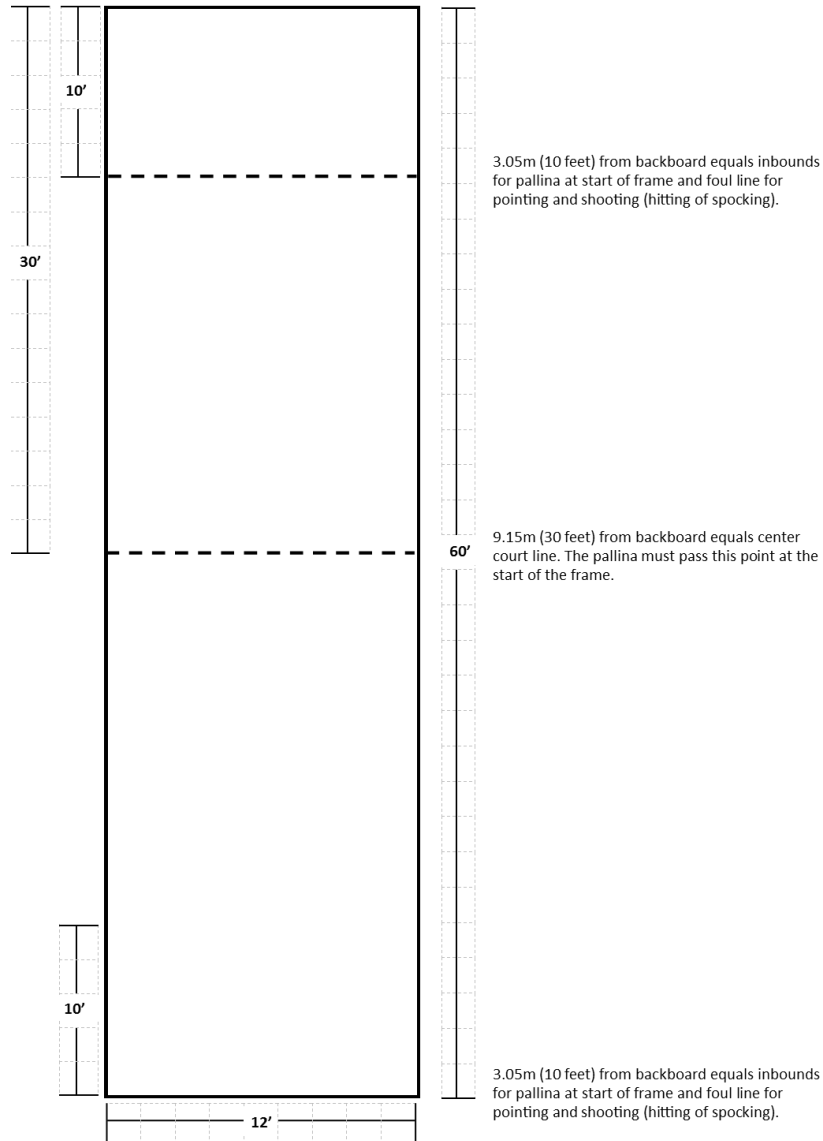 10’
3.05m (10 feet) from backboard equals inbounds
for pallina at start of frame and foul line for
pointing and shooting (hitting of spocking).
30’
9.15m (30 feet) from backboard equals center
court line. The pallina must pass this point at the
start of the frame.
60’
10’
3.05m (10 feet) from backboard equals inbounds
for pallina at start of frame and foul line for
pointing and shooting (hitting of spocking).
12’